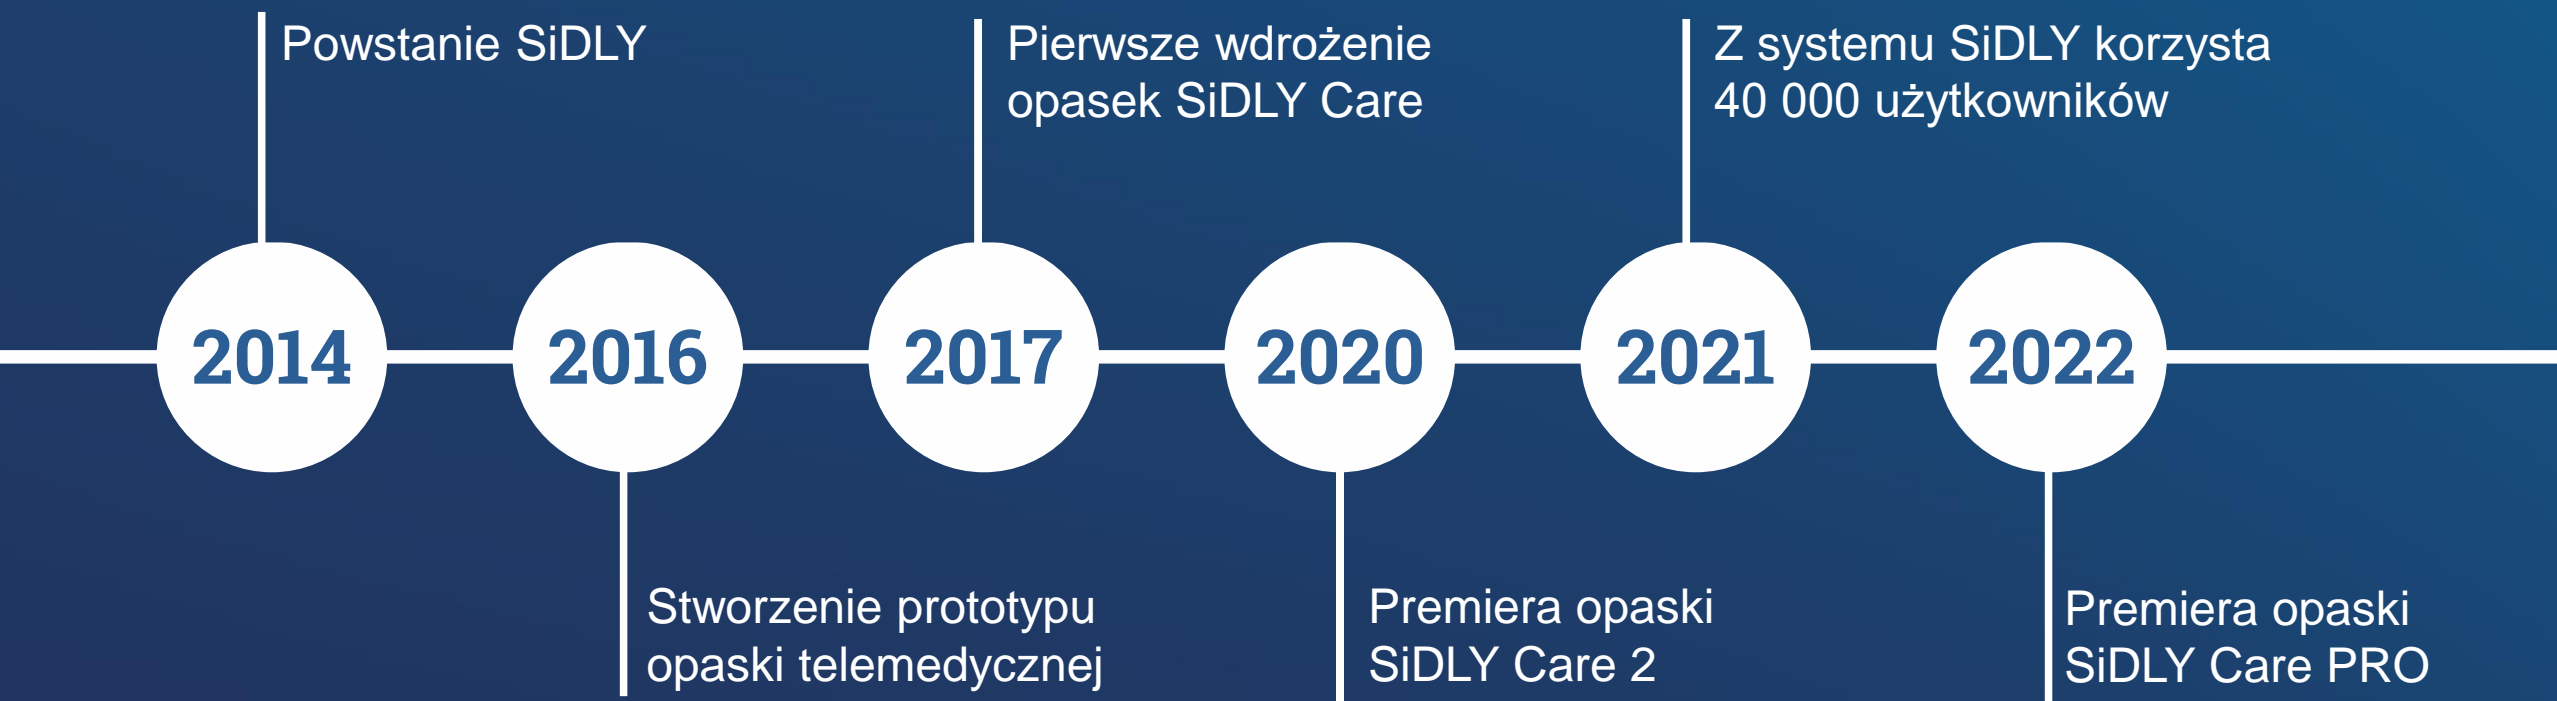 Powstanie SiDLY
Pierwsze wdrożenie
opasek SiDLY Care
Z systemu SiDLY korzysta
40 000 użytkowników
2014
2016
2017
2020
2021
2022
Stworzenie prototypu
opaski telemedycznej
Premiera opaski
SiDLY Care 2
Premiera opaski
SiDLY Care PRO